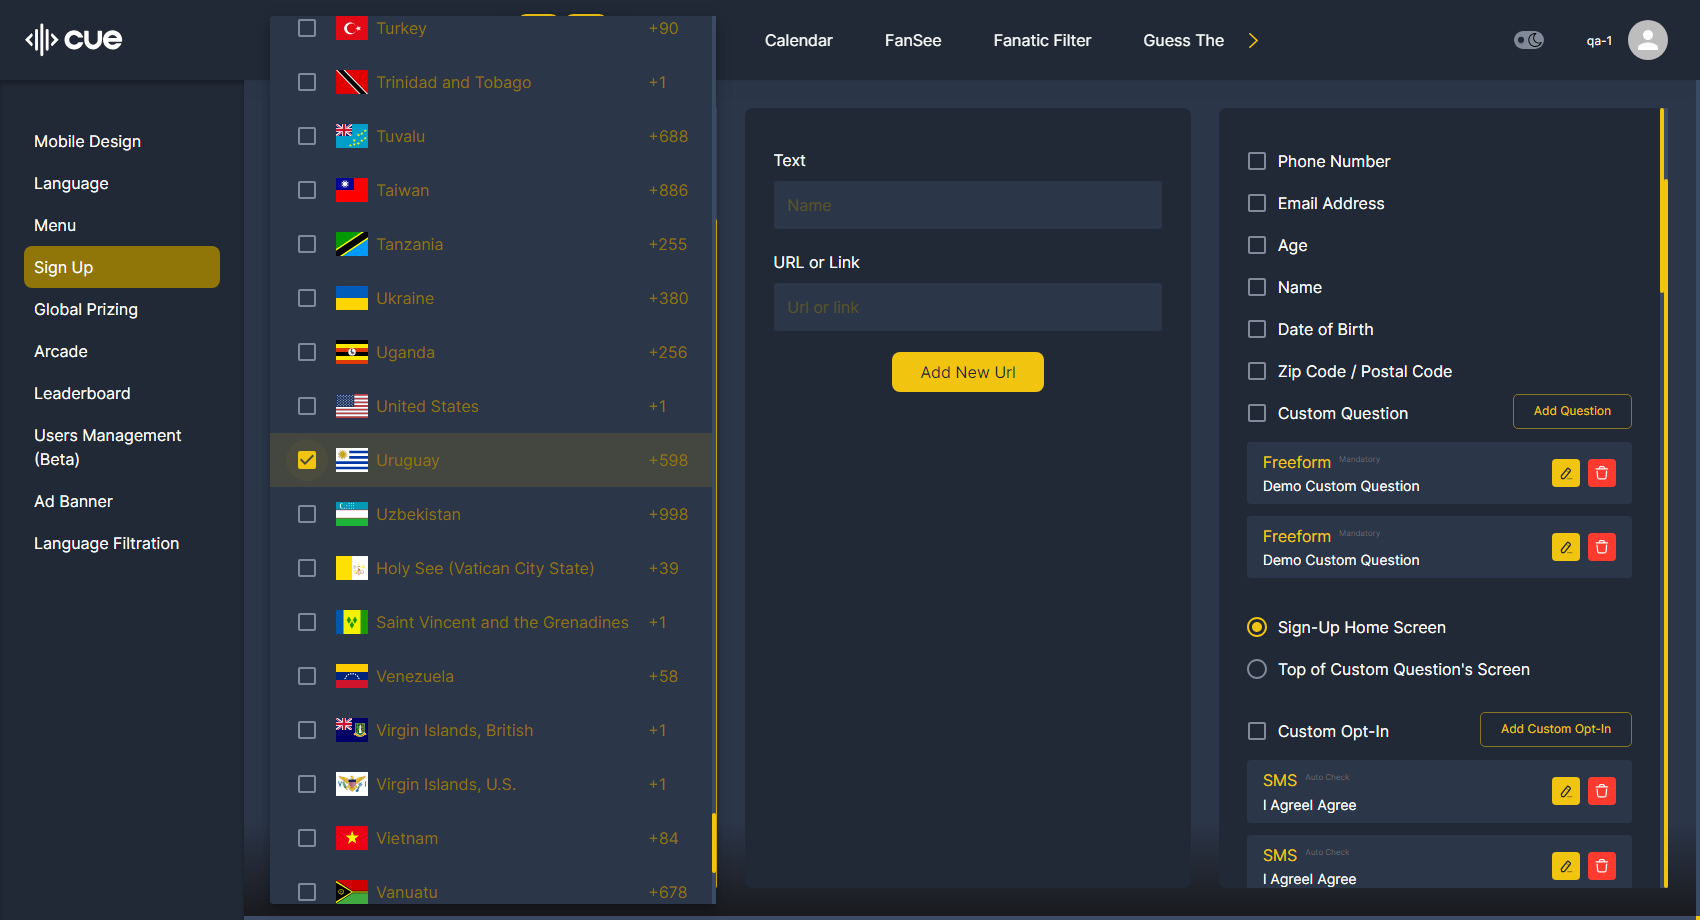 cue
Calendar
FanSee
Fanatic Filter
Guess The
qa-1
Mobile Design
Language
Menu
Sign Up
Global Prizing
Arcade
Leaderboard
Users Management
(Beta)
Ad Banner
Language Filtration
Turkey +90
Trinidad and Tobago +1
Tuvalu +688
Taiwan +886
Tanzania +255
Ukraine +380
Uganda +256
United States +1
Uruguay +598
Uzbekistan +998
Holy See (Vatican City State) +39
Saint Vincent and the Grenadines +1
Venezuela +58
Virgin Islands, British +1
Virgin Islands, U.S. +1
Vietnam +84
Vanuatu +678
Text
Name
URL or Link
Url or link
Add New Url
Phone Number
Email Address
Age
Name
Date of Birth
Zip Code / Postal Code
Custom Question
Add Question
Freeform Mandatory
Demo Custom Question
Freeform Mandatory
Demo Custom Question
Sign-Up Home Screen
Top of Custom Question's Screen
Custom Opt-In
Add Custom Opt-In
SMS Auto Check
I AgreeI Agree
SMS Auto Check
I AgreeI Agree